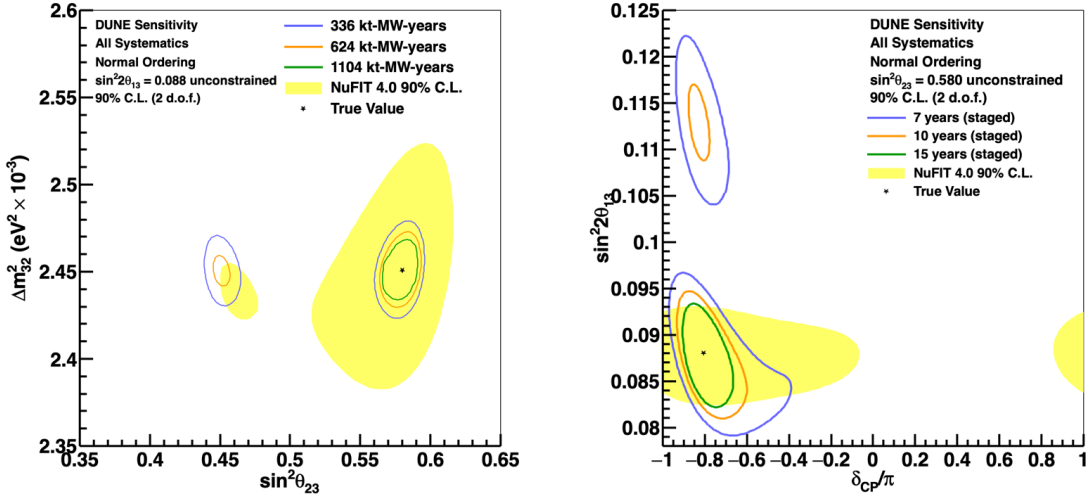 DUNE Sensitivity
All Systematics
Normal Ordering
sin²2θ₁₃ = 0.088 unconstrained
90% C.L. (2 d.o.f.)
336 kt-MW-years
624 kt-MW-years
1104 kt-MW-years
NuFIT 4.0 90% C.L.
True Value
2.6
2.55
2.5
2.45
2.4
2.35
Δm²₃₂ (eV² × 10⁻³)
0.35
0.4
0.45
0.5
0.55
0.6
0.65
sin²θ₂₃
DUNE Sensitivity
All Systematics
Normal Ordering
sin²θ₂₃ = 0.580 unconstrained
90% C.L. (2 d.o.f.)
7 years (staged)
10 years (staged)
15 years (staged)
NuFIT 4.0 90% C.L.
True Value
0.125
0.12
0.115
0.11
0.105
0.1
0.095
0.09
0.085
0.08
sin²2θ₁₃
−1
−0.8
−0.6
−0.4
−0.2
0
0.2
0.4
0.6
0.8
1
δCP/π